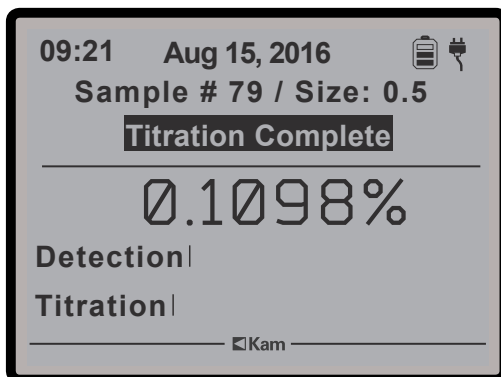 09:21 Aug 15, 2016
Sample # 79 / Size: 0.5
Titration Complete
0.1098%
Detection
Titration
Kam